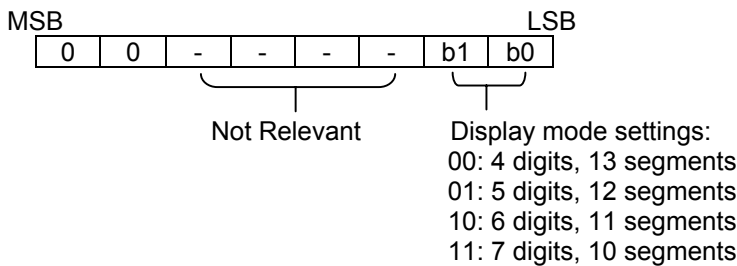 MSB LSB
0 0 - - - - b1 b0
Not Relevant Display mode settings:
00: 4 digits, 13 segments
01: 5 digits, 12 segments
10: 6 digits, 11 segments
11: 7 digits, 10 segments